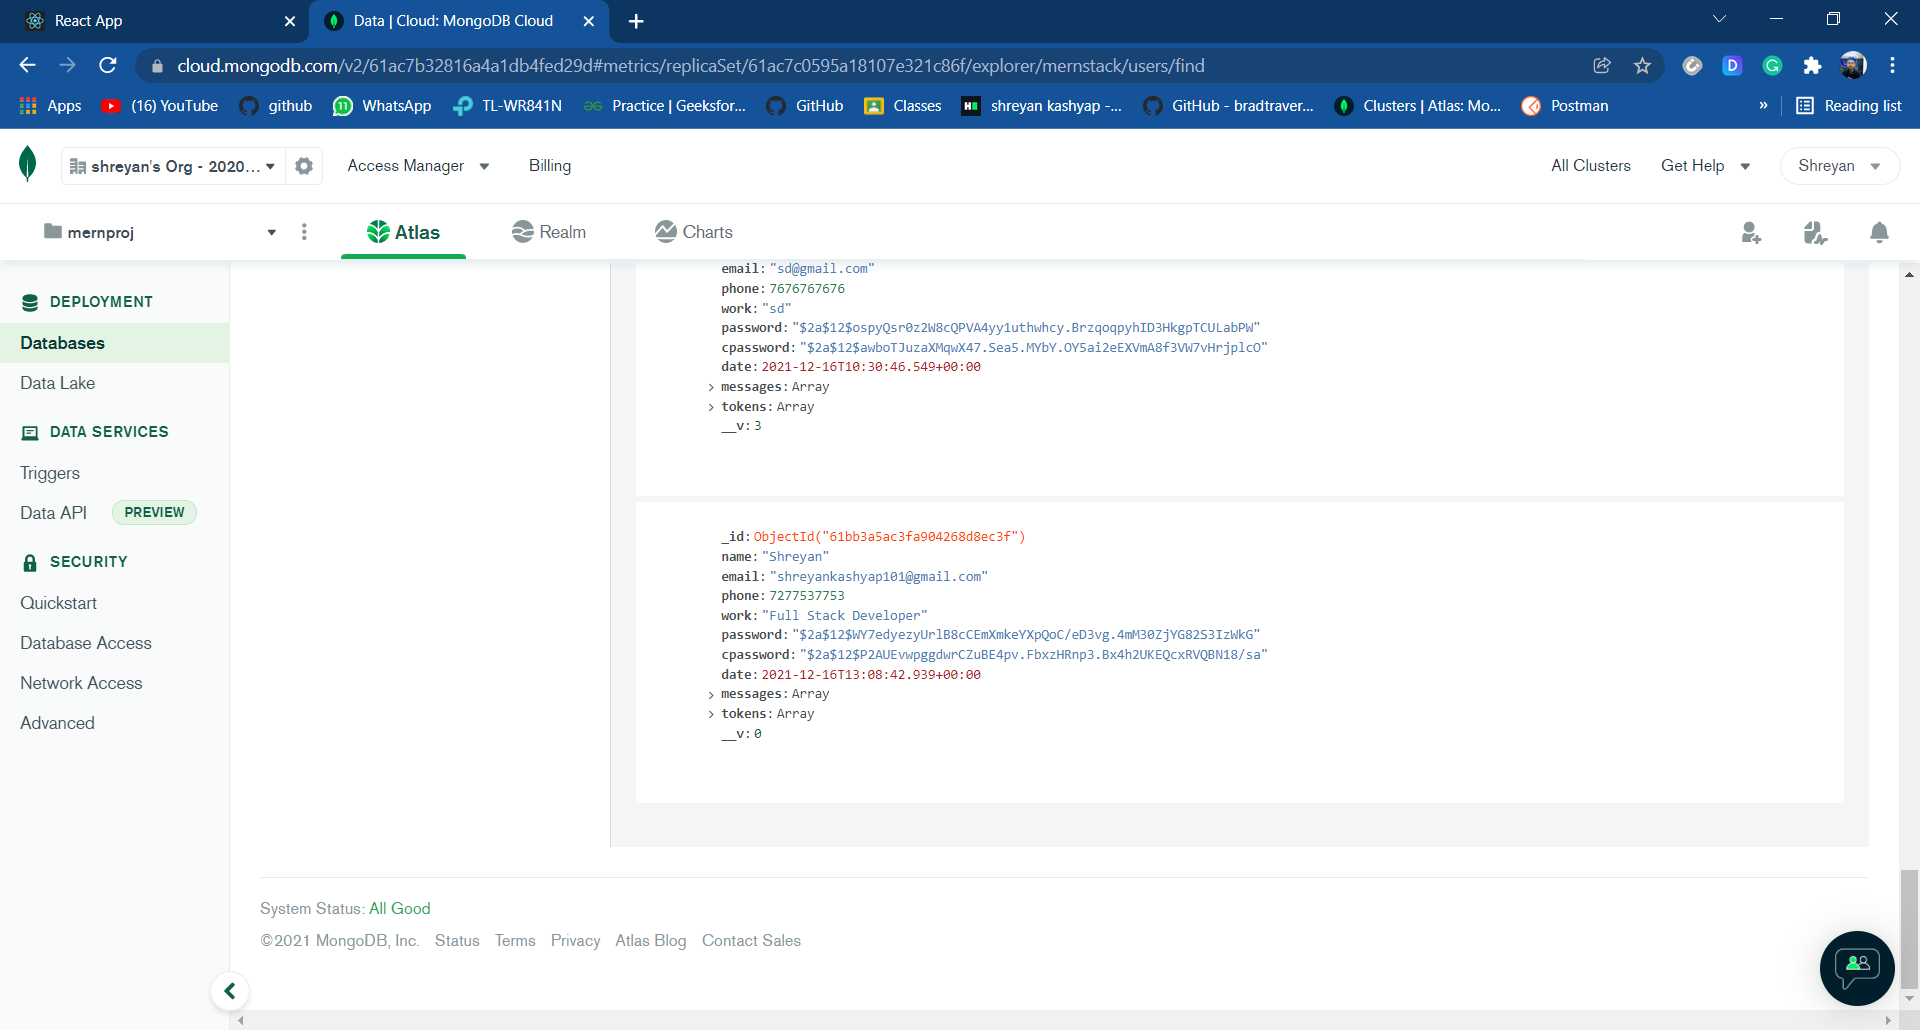 React App
Data | Cloud: MongoDB Cloud
cloud.mongodb.com/v2/61ac7b32816a4a1db4fed29d#metrics/replicaSet/61ac7c0595a18107e321c86f/explorer/mernstack/users/find
Apps (16) YouTube github WhatsApp TL-WR841N Practice | Geeksfor... GitHub Classes shreyan kashyap -... GitHub - bradtraver... Clusters | Atlas: Mo... Postman » Reading list
shreyan's Org - 2020... Access Manager Billing All Clusters Get Help Shreyan
mernproj Atlas Realm Charts
DEPLOYMENT
Databases
Data Lake
DATA SERVICES
Triggers
Data API PREVIEW
SECURITY
Quickstart
Database Access
Network Access
Advanced
email: "sd@gmail.com"
phone: 7676767676
work: "sd"
password: "$2a$12$ospyQsr0z2W8cQPVA4yy1uthwhcy.BrzqoqpyhID3HkgpTCULabPW"
cpassword: "$2a$12$awboTJuzaXMqwX47.Sea5.MYbY.OY5ai2eEXVmA8f3VW7vHrjplcO"
date: 2021-12-16T10:30:46.549+00:00
messages: Array
tokens: Array
__v: 3
_id: ObjectId("61bb3a5ac3fa904268d8ec3f")
name: "Shreyan"
email: "shreyankashyap101@gmail.com"
phone: 7277537753
work: "Full Stack Developer"
password: "$2a$12$WY7edyezyUrlB8cCEmXmkeYXpQoC/eD3vg.4mM30ZjYG82S3IzWkG"
cpassword: "$2a$12$P2AUEvwpggdwrCZuBE4pv.FbxzHRnp3.Bx4h2UKEQcxRVQBN18/sa"
date: 2021-12-16T13:08:42.939+00:00
messages: Array
tokens: Array
__v: 0
System Status: All Good
©2021 MongoDB, Inc. Status Terms Privacy Atlas Blog Contact Sales